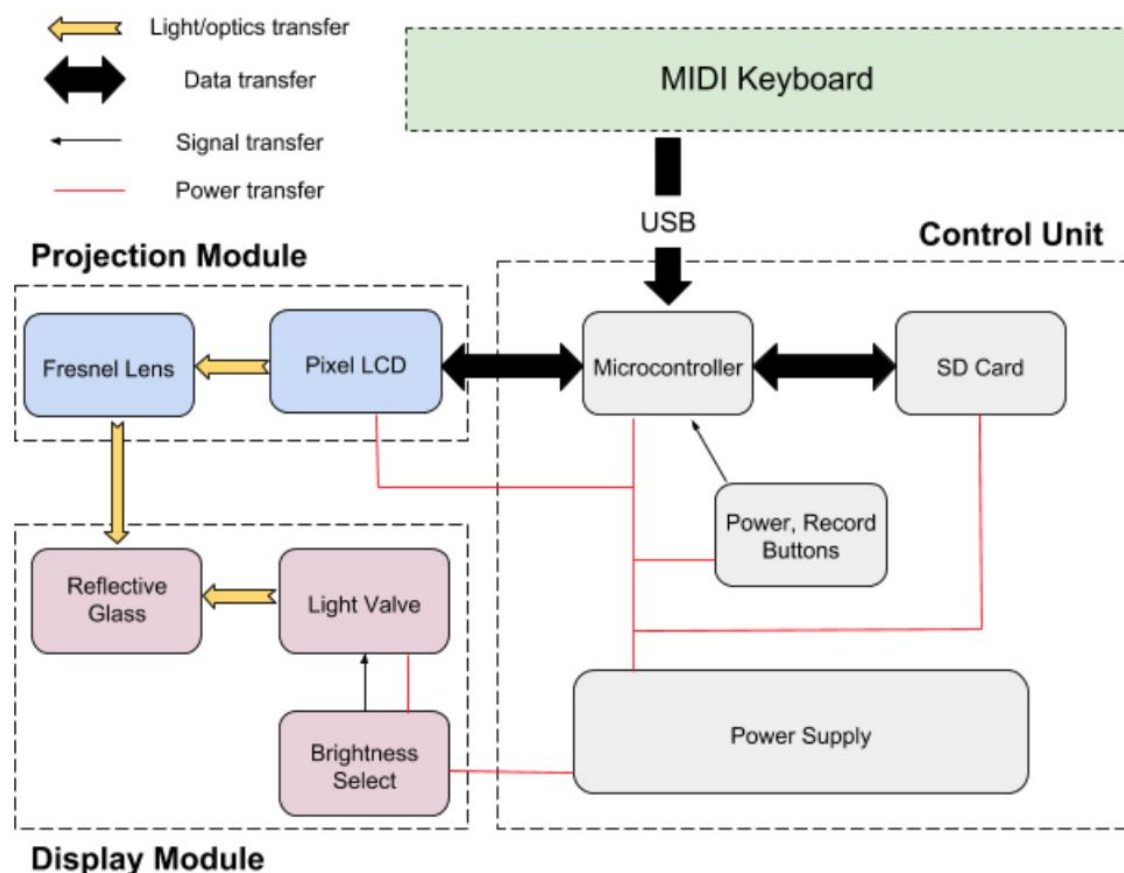 Light/optics transfer
Data transfer
Signal transfer
Power transfer
MIDI Keyboard
USB
Control Unit
Projection Module
Fresnel Lens
Pixel LCD
Microcontroller
SD Card
Power, Record
Buttons
Reflective
Glass
Light Valve
Brightness
Select
Power Supply
Display Module